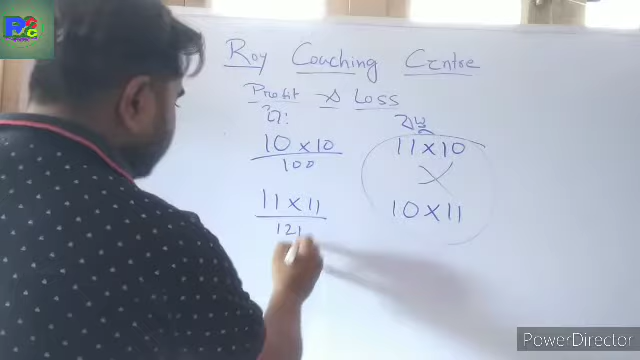 Roy Coaching Centre
Profit & Loss
10 x 10
100
11 x 10
11 x 11
121
10 x 11
PowerDirector